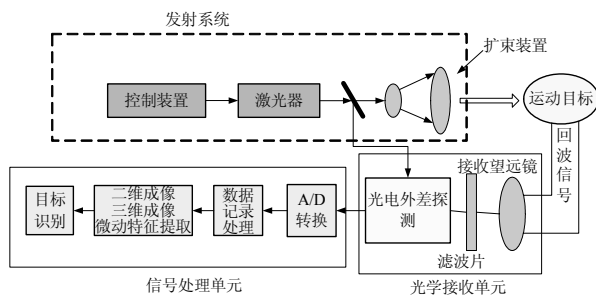 发射系统
扩束装置
控制装置
激光器
运动目标
回波信号
接收望远镜
目标
识别
二维成像
三维成像
微动特征提取
数据
记录
处理
A/D
转换
光电外差探
测
滤波片
信号处理单元
光学接收单元